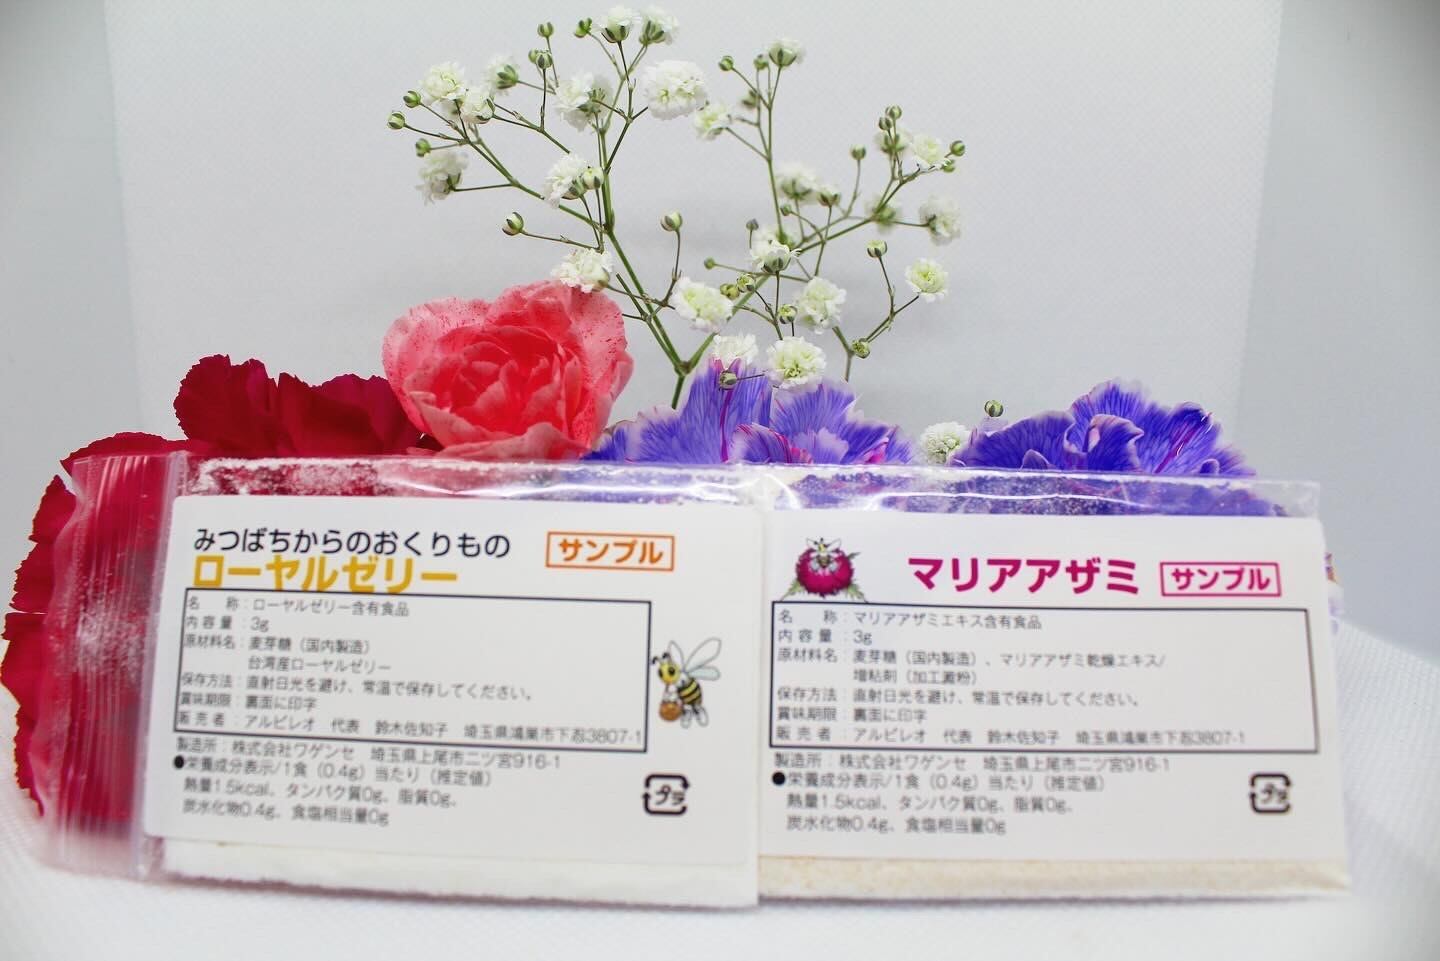 みつばちからのおくりもの
ローヤルゼリー
サンプル
名　　称：ローヤルゼリー含有食品
内 容 量：3g
原材料名：麦芽糖（国内製造）
台湾産ローヤルゼリー
保存方法：直射日光を避け、常温で保存してください。
賞味期限：裏面に印字
販 売 者：アルビレオ　代表　鈴木佐知子　埼玉県鴻巣市下忍3807-1
製造所：株式会社ワゲンセ　埼玉県上尾市二ツ宮916-1
●栄養成分表示/1食（0.4g）当たり（推定値）
熱量1.5kcal、タンパク質0g、脂質0g、
炭水化物0.4g、食塩相当量0g
プラ
マリアアザミ
サンプル
名　　称：マリアアザミエキス含有食品
内 容 量：3g
原材料名：麦芽糖（国内製造）、マリアアザミ乾燥エキス/
増粘剤（加工澱粉）
保存方法：直射日光を避け、常温で保存してください。
賞味期限：裏面に印字
販 売 者：アルビレオ　代表　鈴木佐知子　埼玉県鴻巣市下忍3807-1
製造所：株式会社ワゲンセ　埼玉県上尾市二ツ宮916-1
●栄養成分表示/1食（0.4g）当たり（推定値）
熱量1.5kcal、タンパク質0g、脂質0g、
炭水化物0.4g、食塩相当量0g
プラ